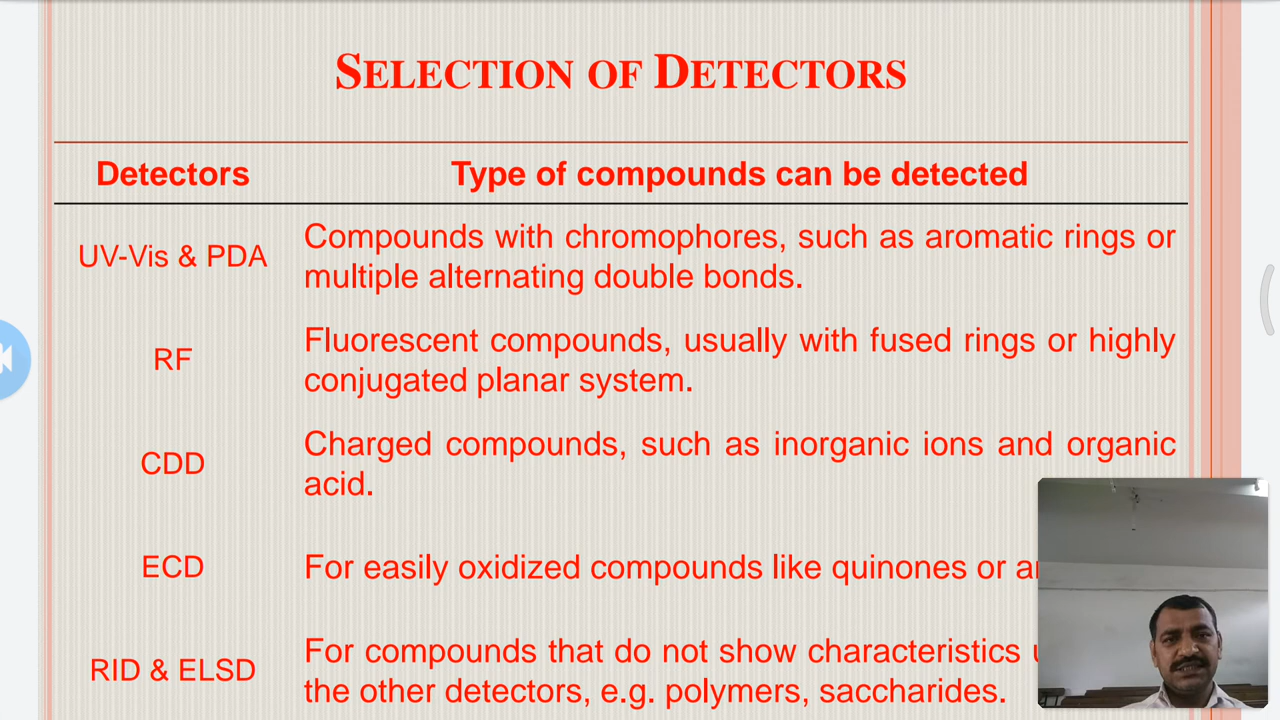 SELECTION OF DETECTORS
Detectors Type of compounds can be detected
UV-Vis & PDA
Compounds with chromophores, such as aromatic rings or
multiple alternating double bonds.
RF
Fluorescent compounds, usually with fused rings or highly
conjugated planar system.
CDD
Charged compounds, such as inorganic ions and organic
acid.
ECD
For easily oxidized compounds like quinones or
RID & ELSD
For compounds that do not show characteristics
the other detectors, e.g. polymers, saccharides.